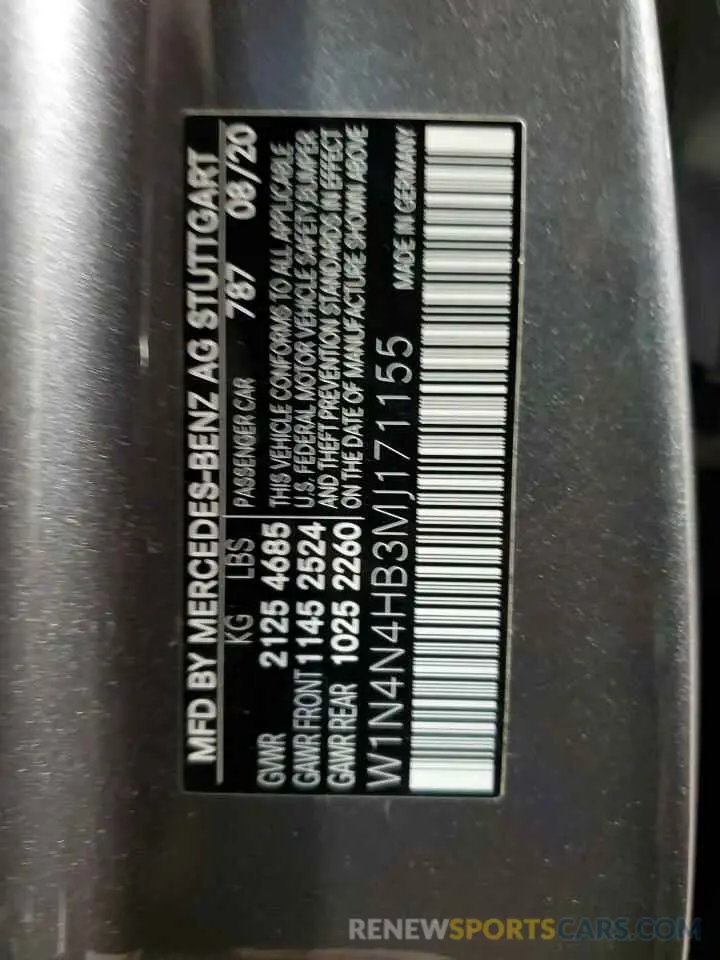 MFD BY MERCEDES-BENZ AG STUTTGART
KG LBS 787 08/20
GVWR 2125 4685 PASSENGER CAR
GAWR FRONT 1145 2524
GAWR REAR 1025 2260
THIS VEHICLE CONFORMS TO ALL APPLICABLE
U.S. FEDERAL MOTOR VEHICLE SAFETY, BUMPER
AND THEFT PREVENTION STANDARDS IN EFFECT
ON THE DATE OF MANUFACTURE SHOWN ABOVE
W1N4N4HB3MJ171155 MADE IN GERMANY
RENEWSPORTSCARS.COM